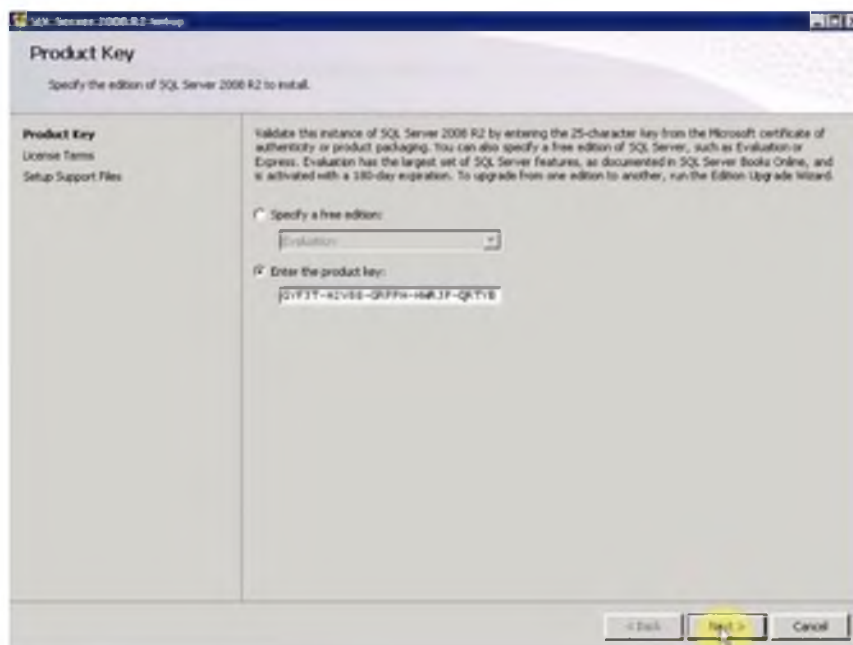 SQL Server 2008 R2 Setup
Product Key
Specify the edition of SQL Server 2008 R2 to install.
Product Key
License Terms
Setup Support Files
Validate this instance of SQL Server 2008 R2 by entering the 25-character key from the Microsoft certificate of
authenticity or product packaging. You can also specify a free edition of SQL Server, such as Evaluation or
Express. Evaluation has the largest set of SQL Server features, as documented in SQL Server Books Online, and
is activated with a 180-day expiration. To upgrade from one edition to another, run the Edition Upgrade Wizard.
Specify a free edition:
Evaluation
Enter the product key:
< Back
Next >
Cancel